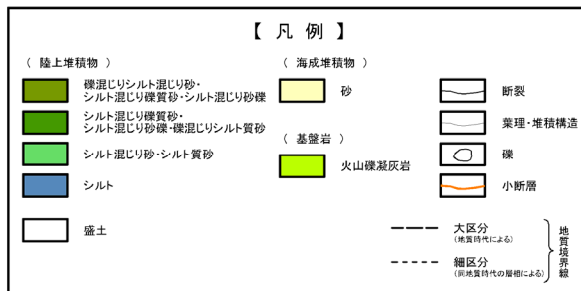 【 凡 例 】
( 陸上堆積物 )
礫混じりシルト混じり砂・
シルト混じり礫質砂・シルト混じり砂礫
シルト混じり礫質砂・
シルト混じり砂礫・礫混じりシルト質砂
シルト混じり砂・シルト質砂
シルト
盛土
( 海成堆積物 )
砂
( 基盤岩 )
火山礫凝灰岩
断裂
葉理・堆積構造
礫
小断層
大区分
(地質時代による)
細区分
(同地質時代の層相による)
地質境界線